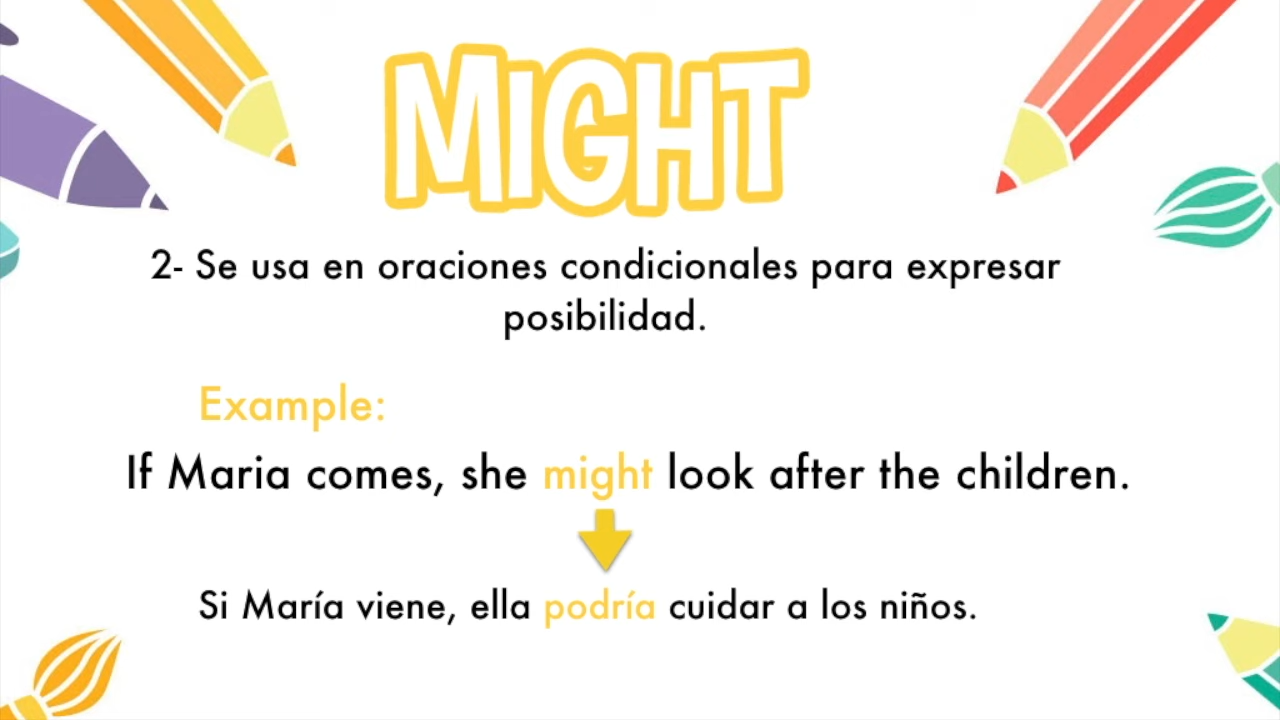 MIGHT
2- Se usa en oraciones condicionales para expresar
posibilidad.
Example:
If Maria comes, she might look after the children.
Si María viene, ella podría cuidar a los niños.